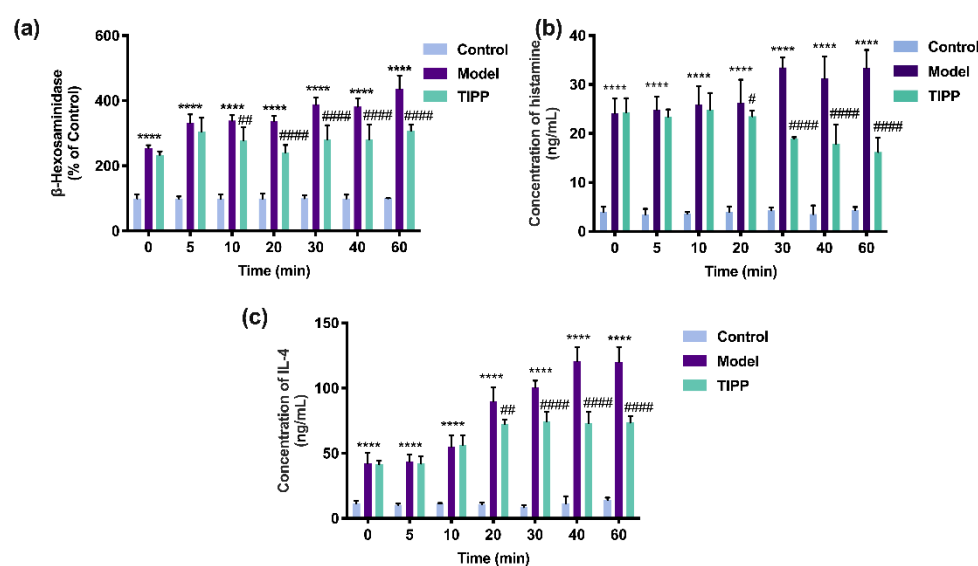 (a)
β-Hexosaminidase
(% of Control)
600
400
200
0
****
****
****
##
****
####
****
####
****
####
****
####
0 5 10 20 30 40 60
Time (min)
Control
Model
TIPP
(b)
Concentration of histamine
(ng/mL)
40
30
20
10
0
****
****
****
****
#
****
####
****
####
****
####
0 5 10 20 30 40 60
Time (min)
Control
Model
TIPP
(c)
Concentration of IL-4
(ng/mL)
150
100
50
0
****
****
****
****
##
****
####
****
####
****
####
0 5 10 20 30 40 60
Time (min)
Control
Model
TIPP